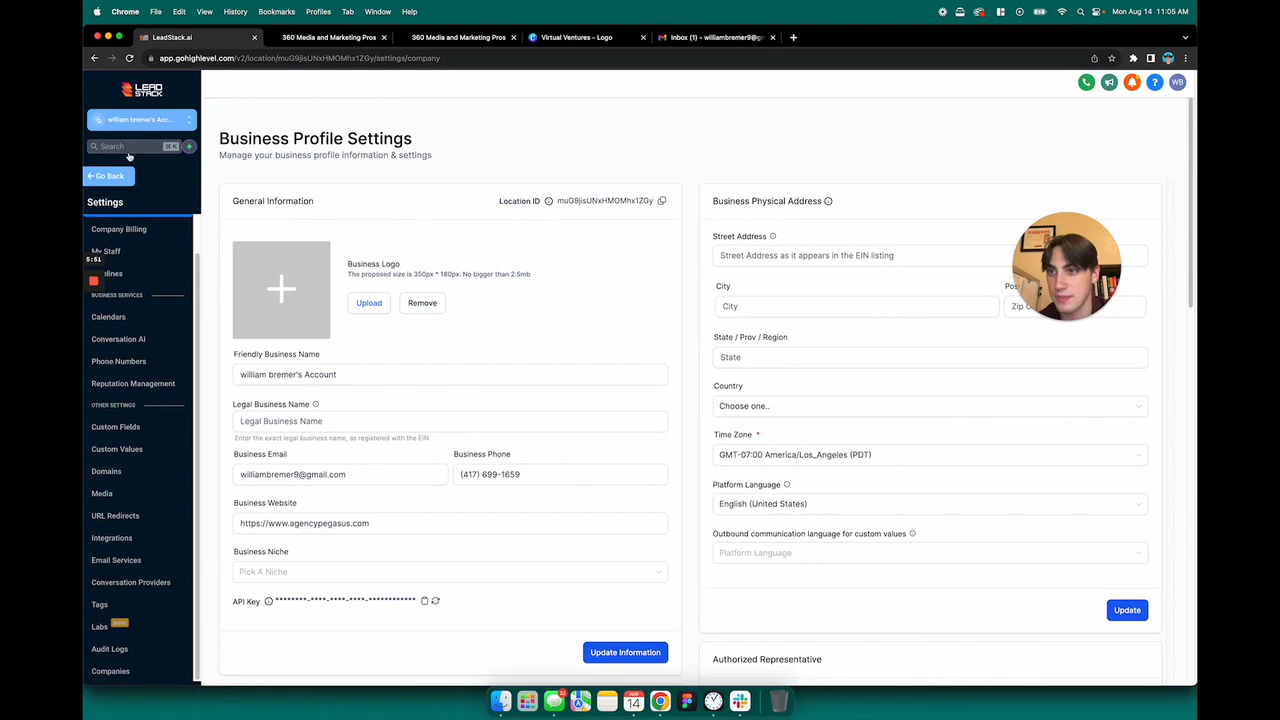 Chrome File Edit View History Bookmarks Profiles Tab Window Help Mon Aug 14 11:05 AM
LeadStack.ai 360 Media and Marketing Pros 360 Media and Marketing Pros Virtual Ventures - Logo Inbox (1) - williambremer9@gm
app.gohighlevel.com/v2/location/muG9jisUNxHMOMhx1ZGy/settings/company
LEAD
STACK
william bremer's Acc...
Search ⌘ K
WB
Go Back
Settings
Company Billing
My Staff
5:51
elines
BUSINESS SERVICES
Calendars
Conversation AI
Phone Numbers
Reputation Management
OTHER SETTINGS
Custom Fields
Custom Values
Domains
Media
URL Redirects
Integrations
Email Services
Conversation Providers
Tags
Labs new
Audit Logs
Companies
Business Profile Settings
Manage your business profile information & settings
General Information Location ID muG9jisUNxHMOMhx1ZGy
Business Logo
The proposed size is 350px * 180px. No bigger than 2.5mb
Upload Remove
Friendly Business Name
william bremer's Account
Legal Business Name
Legal Business Name
Enter the exact legal business name, as registered with the EIN
Business Email Business Phone
williambremer9@gmail.com (417) 699-1659
Business Website
https://www.agencypegasus.com
Business Niche
Pick A Niche
API Key ********-****-****-****-************
Update Information
Business Physical Address
Street Address
Street Address as it appears in the EIN listing
City Pos
City Zip C
State / Prov / Region
State
Country
Choose one..
Time Zone *
GMT-07:00 America/Los_Angeles (PDT)
Platform Language
English (United States)
Outbound communication language for custom values
Platform Language
Update
Authorized Representative
32
AUG
14